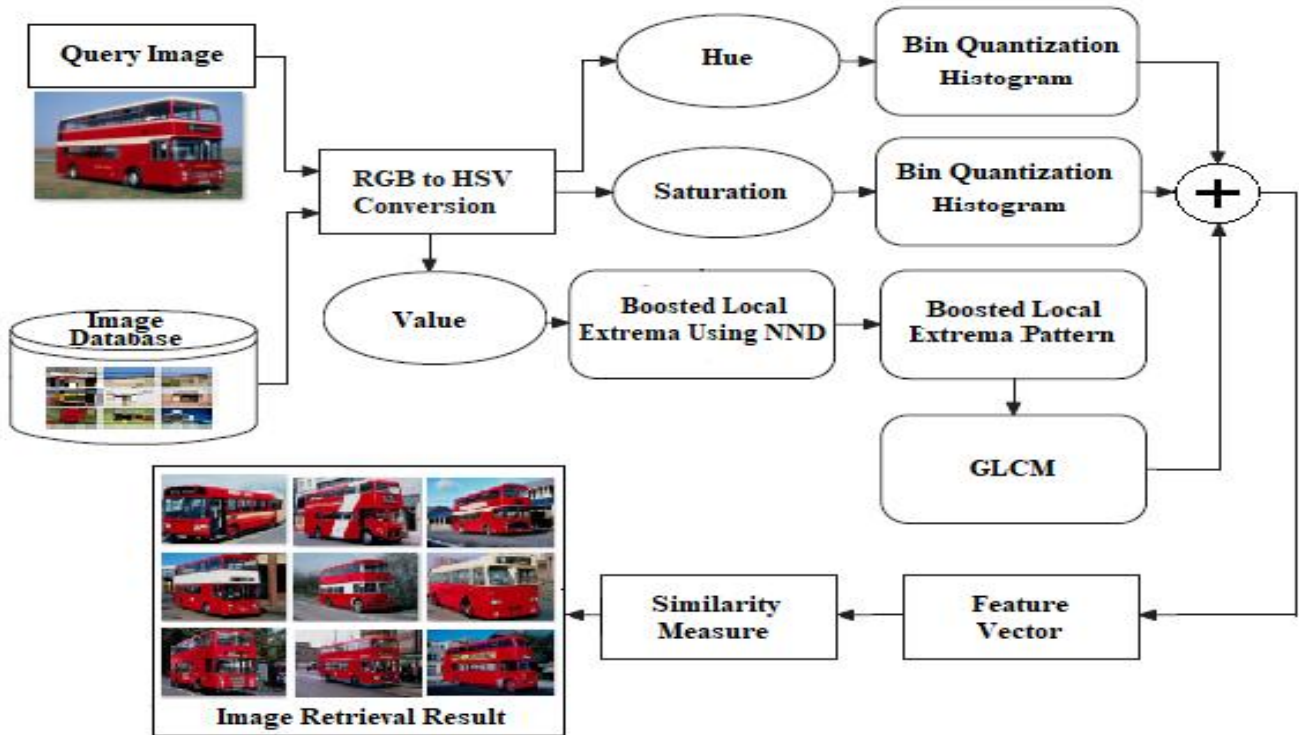 Query Image
Hue
Bin Quantization
Histogram
RGB to HSV
Conversion
Saturation
Bin Quantization
Histogram
+
Image
Database
Value
Boosted Local
Extrema Using NND
Boosted Local
Extrema Pattern
GLCM
Similarity
Measure
Feature
Vector
Image Retrieval Result